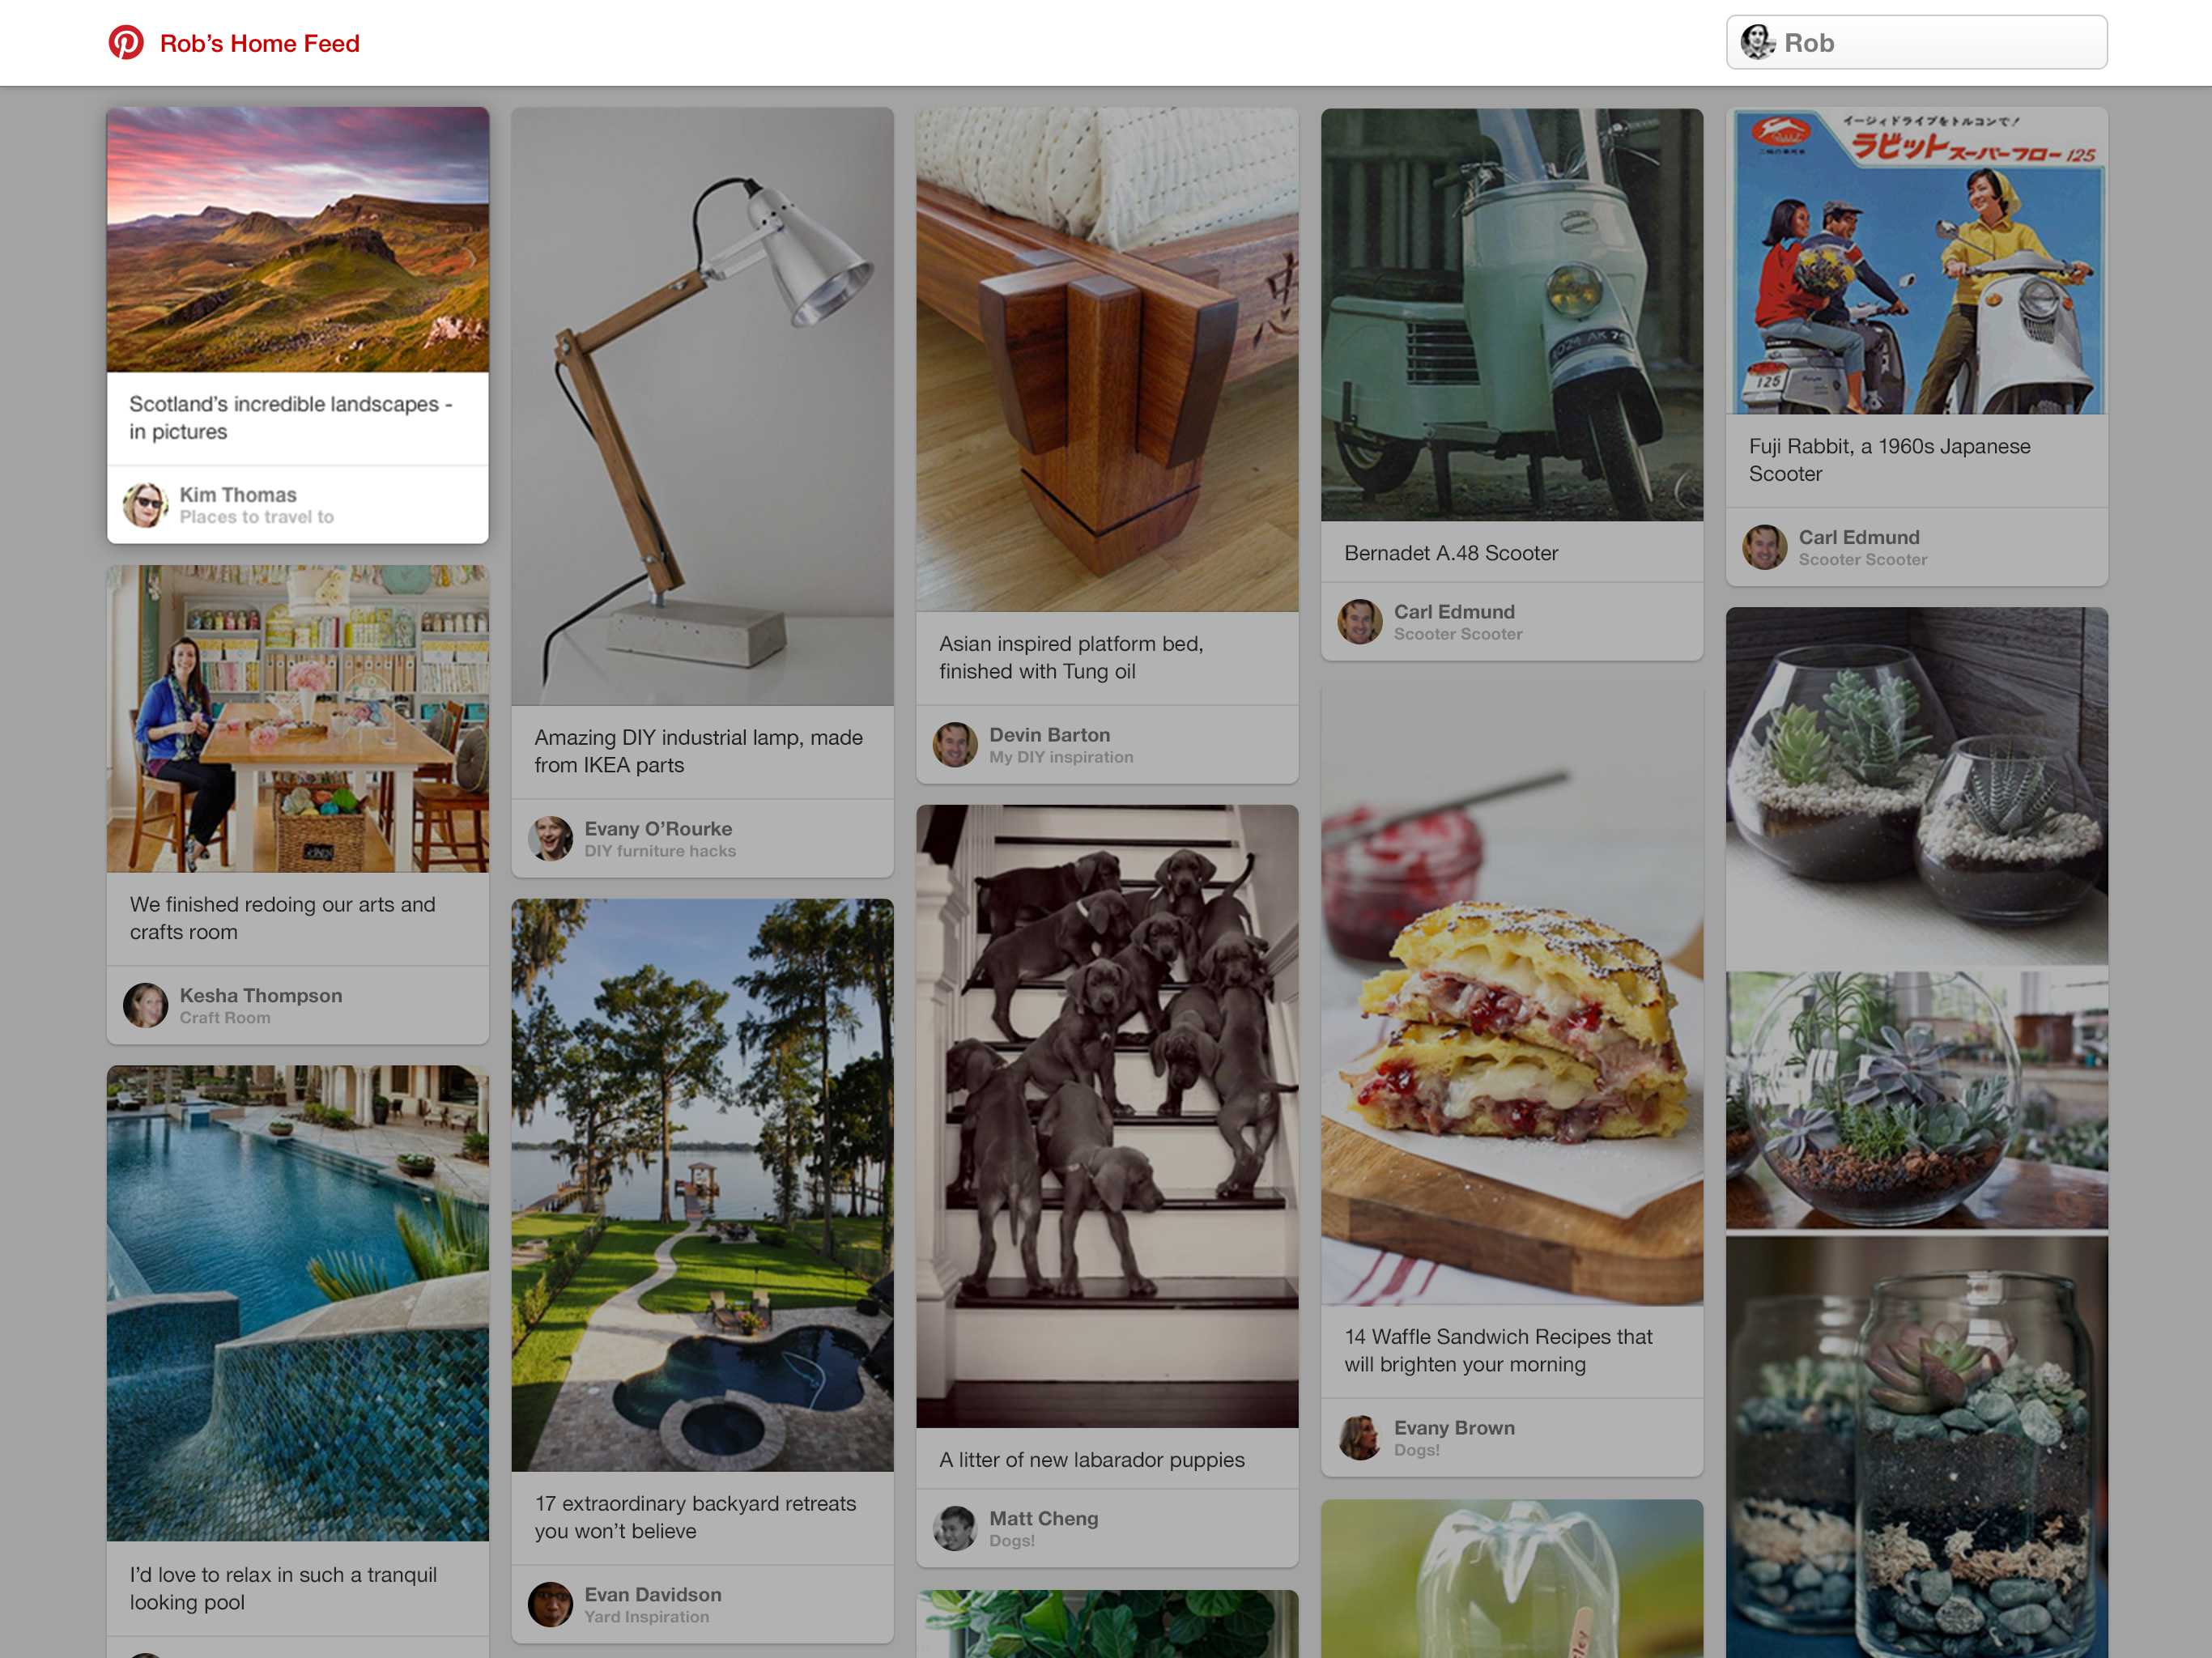 Rob's Home Feed
Rob
Scotland's incredible landscapes -
in pictures
Kim Thomas
Places to travel to
We finished redoing our arts and
crafts room
Kesha Thompson
Craft Room
I'd love to relax in such a tranquil
looking pool
Amazing DIY industrial lamp, made
from IKEA parts
Evany O'Rourke
DIY furniture hacks
17 extraordinary backyard retreats
you won't believe
Evan Davidson
Yard Inspiration
Asian inspired platform bed,
finished with Tung oil
Devin Barton
My DIY inspiration
A litter of new labarador puppies
Matt Cheng
Dogs!
Bernadet A.48 Scooter
Carl Edmund
Scooter Scooter
14 Waffle Sandwich Recipes that
will brighten your morning
Evany Brown
Dogs!
イージィドライブをトルコンで!
ラビットスーパーフロー 125
125
Fuji Rabbit, a 1960s Japanese
Scooter
Carl Edmund
Scooter Scooter